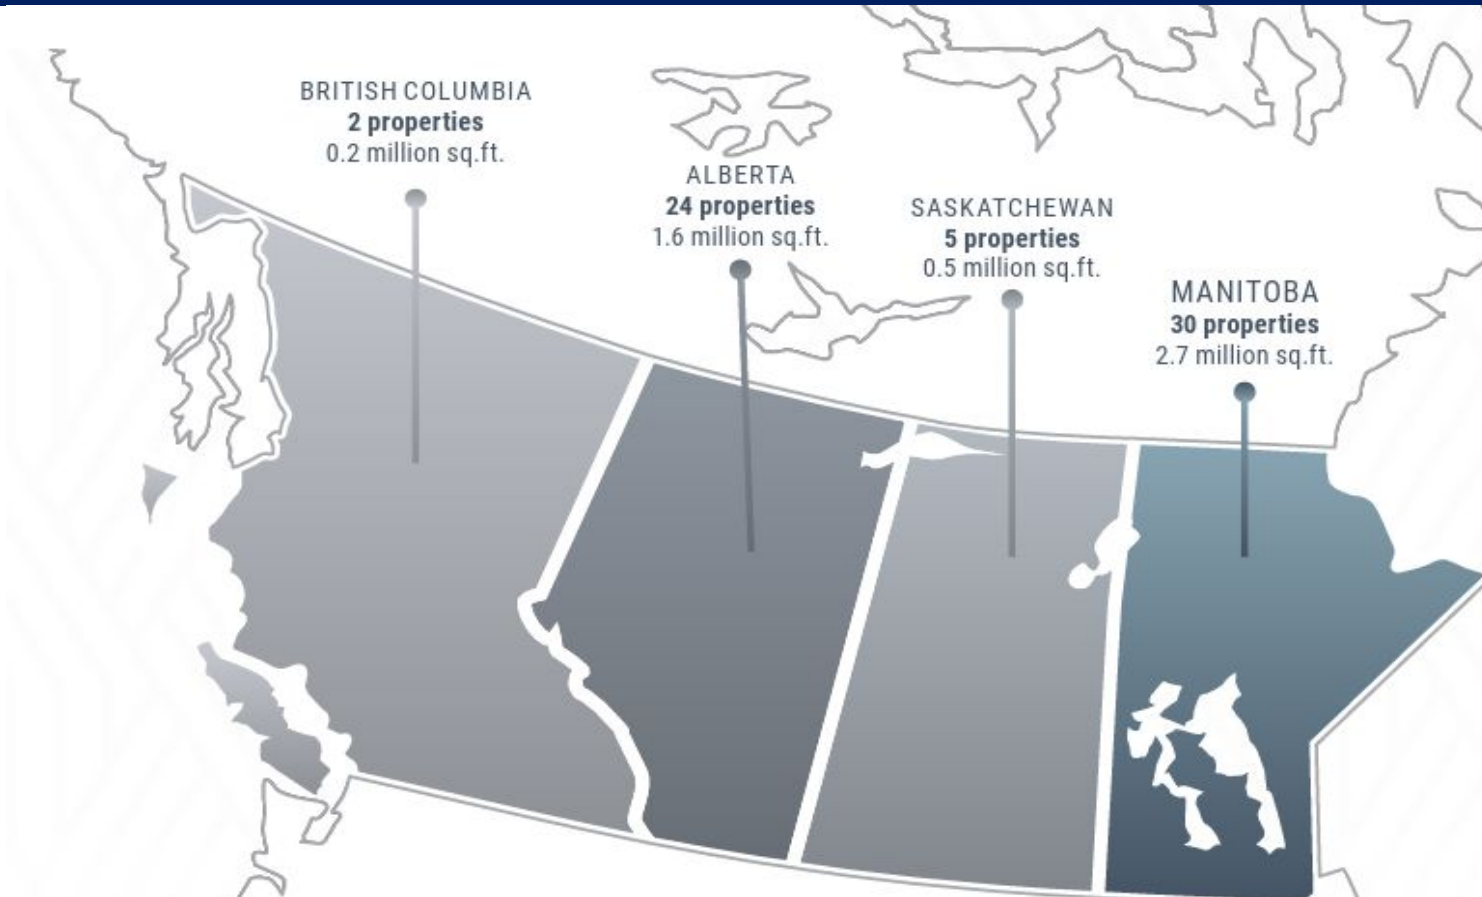 BRITISH COLUMBIA
2 properties
0.2 million sq.ft.
ALBERTA
24 properties
1.6 million sq.ft.
SASKATCHEWAN
5 properties
0.5 million sq.ft.
MANITOBA
30 properties
2.7 million sq.ft.